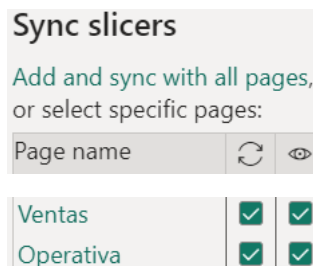 Sync slicers
Add and sync with all pages,
or select specific pages:
Page name
Ventas
Operativa